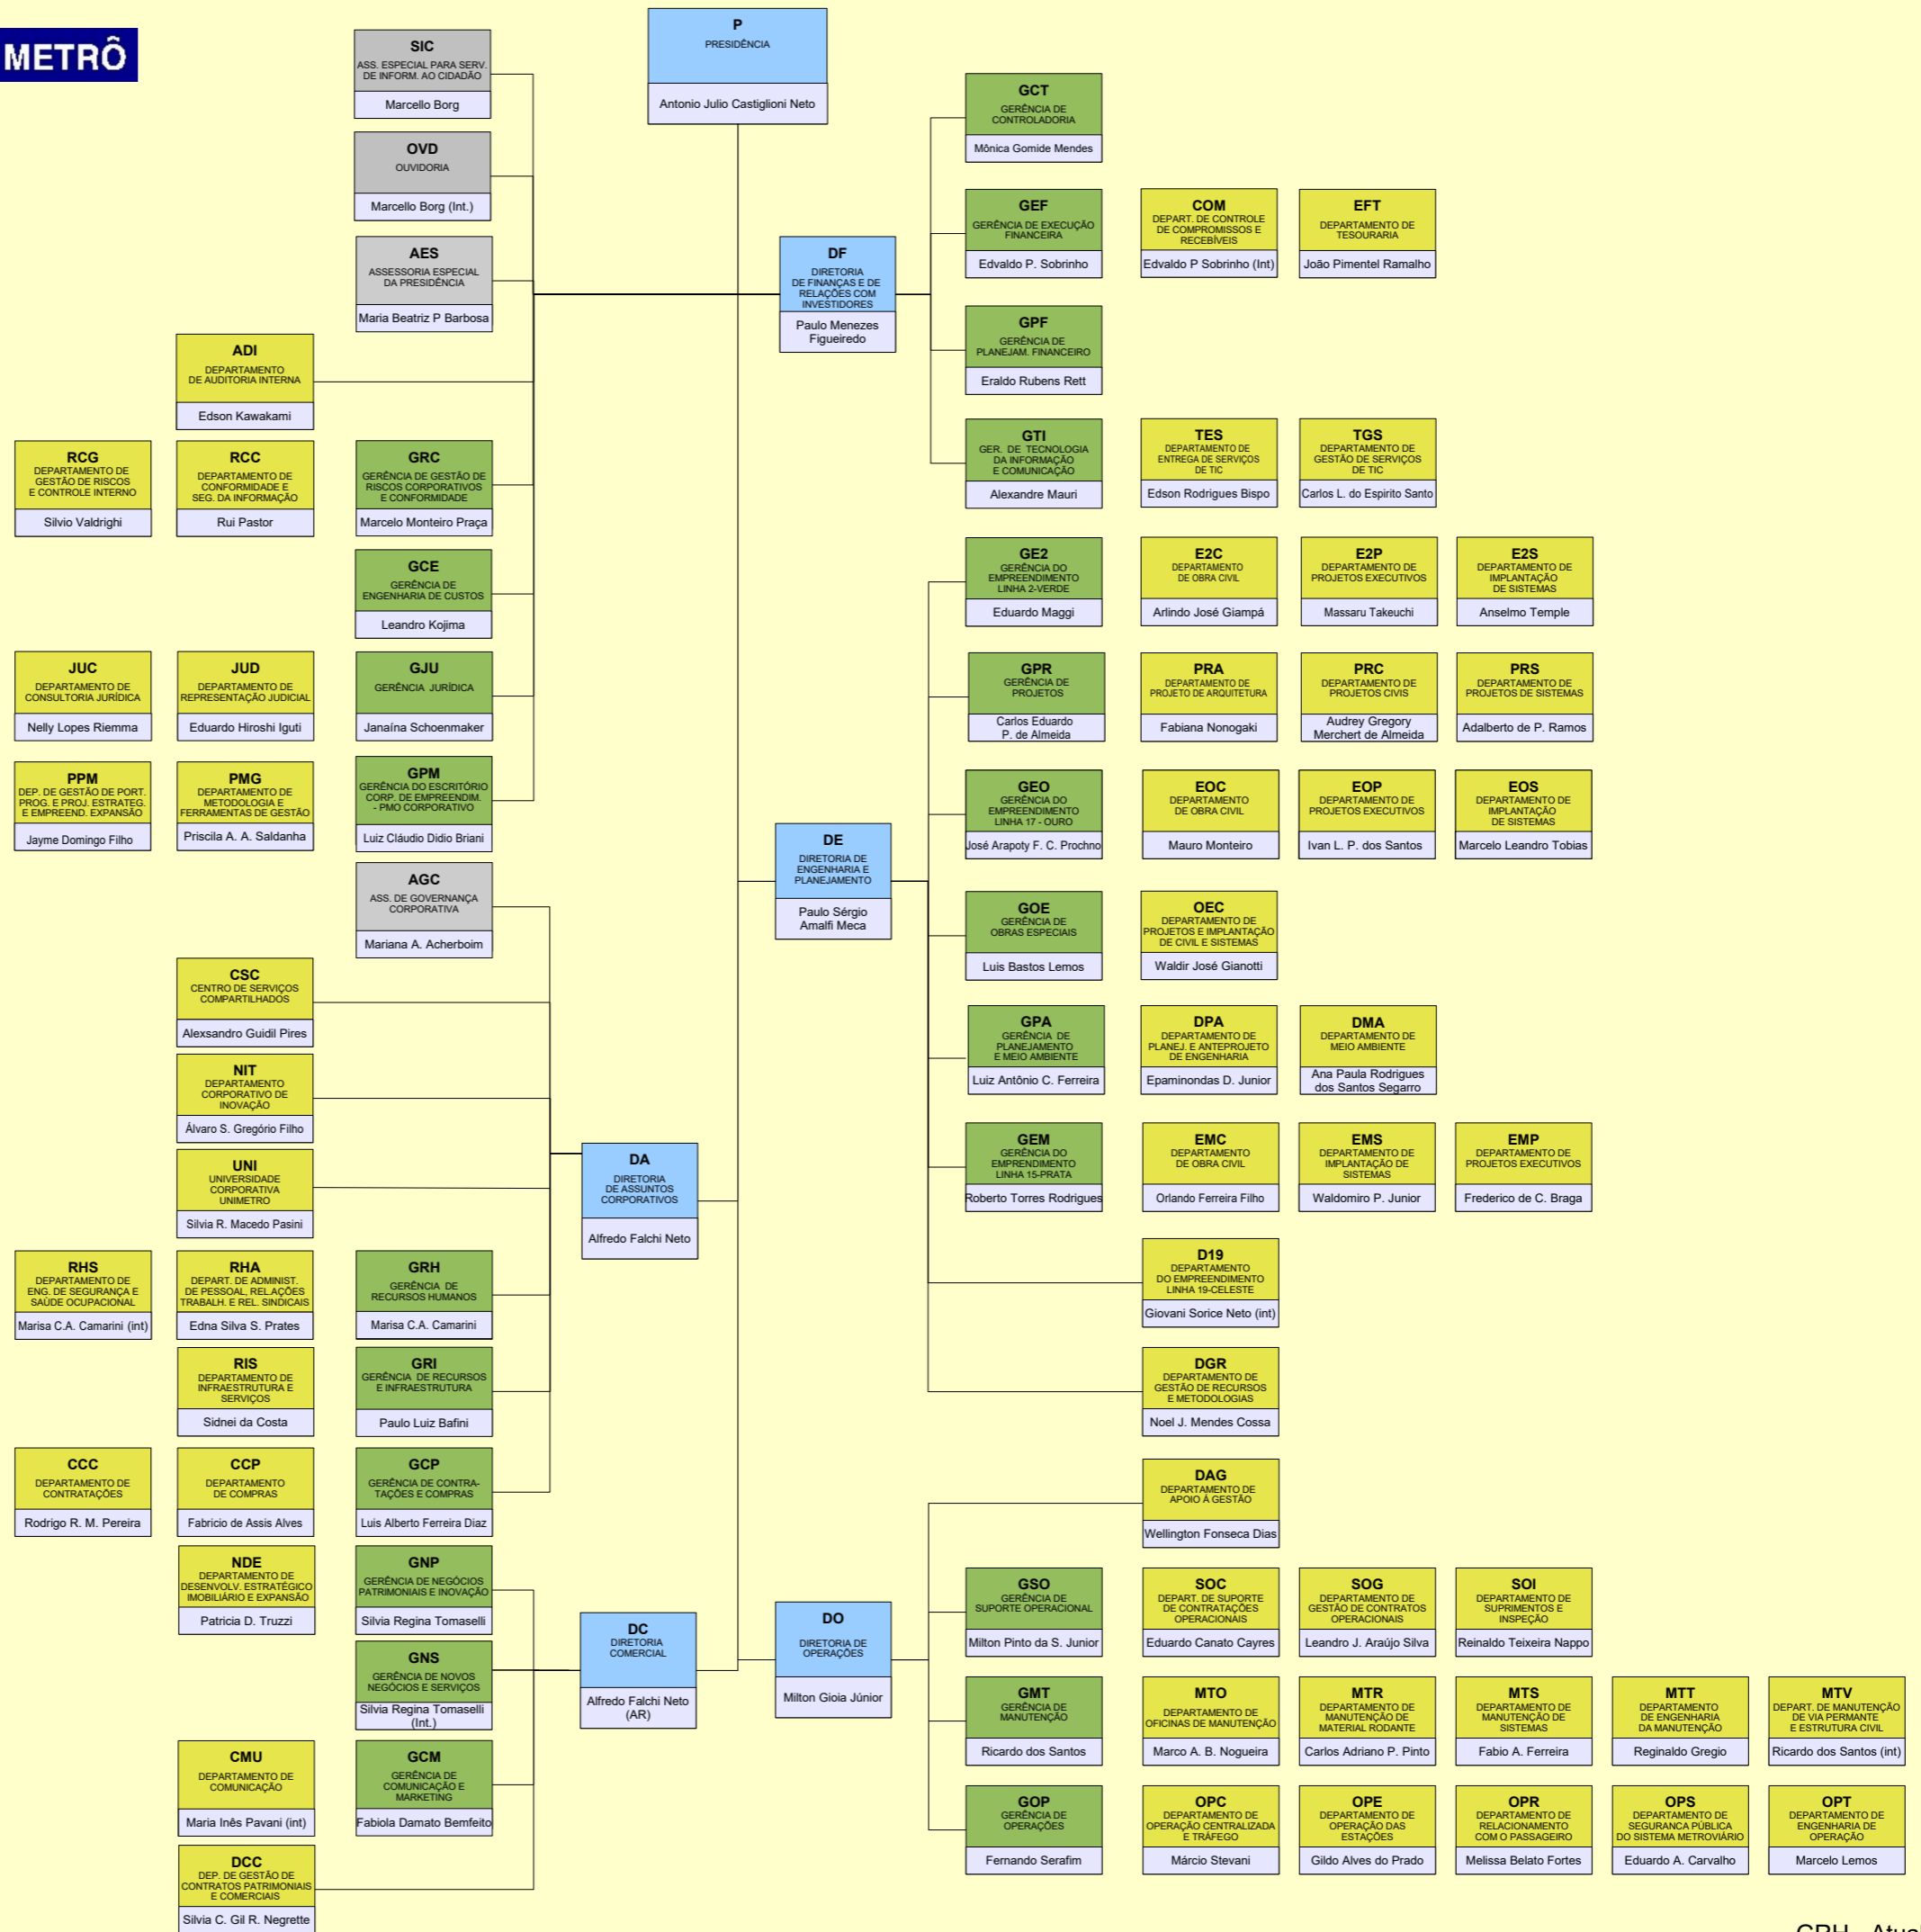 METRÔ
P
PRESIDÊNCIA
Antonio Julio Castiglioni Neto
SIC
ASS. ESPECIAL PARA SERV.
DE INFORM. AO CIDADÃO
Marcello Borg
OVD
OUVIDORIA
Marcello Borg (Int.)
AES
ASSESSORIA ESPECIAL
DA PRESIDÊNCIA
Maria Beatriz P Barbosa
ADI
DEPARTAMENTO
DE AUDITORIA INTERNA
Edson Kawakami
RCG
DEPARTAMENTO DE
GESTÃO DE RISCOS
E CONTROLE INTERNO
Silvio Valdrighi
RCC
DEPARTAMENTO DE
CONFORMIDADE E
SEG. DA INFORMAÇÃO
Rui Pastor
GRC
GERÊNCIA DE GESTÃO DE
RISCOS CORPORATIVOS
E CONFORMIDADE
Marcelo Monteiro Praça
GCE
GERÊNCIA DE
ENGENHARIA DE CUSTOS
Leandro Kojima
JUC
DEPARTAMENTO DE
CONSULTORIA JURÍDICA
Nelly Lopes Riemma
JUD
DEPARTAMENTO DE
REPRESENTAÇÃO JUDICIAL
Eduardo Hiroshi Iguti
GJU
GERÊNCIA JURÍDICA
Janaína Schoenmaker
PPM
DEP. DE GESTÃO DE PORT.
PROG. E PROJ. ESTRATEG.
E EMPREEND. EXPANSÃO
Jayme Domingo Filho
PMG
DEPARTAMENTO DE
METODOLOGIA E
FERRAMENTAS DE GESTÃO
Priscila A. A. Saldanha
GPM
GERÊNCIA DO ESCRITÓRIO
CORP. DE EMPREENDIM.
- PMO CORPORATIVO
Luiz Cláudio Didio Briani
AGC
ASS. DE GOVERNANÇA
CORPORATIVA
Mariana A. Acherboim
CSC
CENTRO DE SERVIÇOS
COMPARTILHADOS
Alexsandro Guidil Pires
NIT
DEPARTAMENTO
CORPORATIVO DE
INOVAÇÃO
Álvaro S. Gregório Filho
UNI
UNIVERSIDADE
CORPORATIVA
UNIMETRO
Silvia R. Macedo Pasini
DA
DIRETORIA
DE ASSUNTOS
CORPORATIVOS
Alfredo Falchi Neto
RHS
DEPARTAMENTO DE
ENG. DE SEGURANÇA E
SAÚDE OCUPACIONAL
Marisa C.A. Camarini (int)
RHA
DEPART. DE ADMINIST.
DE PESSOAL, REL.AÇÕES
TRABALH. E REL. SINDICAIS
Edna Silva S. Prates
GRH
GERÊNCIA DE
RECURSOS HUMANOS
Marisa C.A. Camarini
RIS
DEPARTAMENTO DE
INFRAESTRUTURA E
SERVIÇOS
Sidnei da Costa
GRI
GERÊNCIA DE RECURSOS
E INFRAESTRUTURA
Paulo Luiz Bafini
CCC
DEPARTAMENTO DE
CONTRATAÇÕES
Rodrigo R. M. Pereira
CCP
DEPARTAMENTO
DE COMPRAS
Fabricio de Assis Alves
GCP
GERÊNCIA DE CONTRA-
TAÇÕES E COMPRAS
Luis Alberto Ferreira Diaz
NDE
DEPARTAMENTO DE
DESENVOLV. ESTRATÉGICO
IMOBILIÁRIO E EXPANSÃO
Patricia D. Truzzi
GNP
GERÊNCIA DE NEGÓCIOS
PATRIMONIAIS E INOVAÇÃO
Silvia Regina Tomaselli
GNS
GERÊNCIA DE NOVOS
NEGÓCIOS E SERVIÇOS
Silvia Regina Tomaselli
(Int.)
DC
DIRETORIA
COMERCIAL
Alfredo Falchi Neto
(AR)
CMU
DEPARTAMENTO DE
COMUNICAÇÃO
Maria Inês Pavani (int)
GCM
GERÊNCIA DE
COMUNICAÇÃO E
MARKETING
Fabiola Damato Bemfeito
DCC
DEP. DE GESTÃO DE
CONTRATOS PATRIMONIAIS
E COMERCIAIS
Silvia C. Gil R. Negrette
DF
DIRETORIA
DE FINANÇAS E DE
RELAÇÕES COM
INVESTIDORES
Paulo Menezes
Figueiredo
GCT
GERÊNCIA DE
CONTROLADORIA
Mônica Gomide Mendes
GEF
GERÊNCIA DE EXECUÇÃO
FINANCEIRA
Edvaldo P. Sobrinho
COM
DEPART. DE CONTROLE
DE COMPROMISSOS E
RECEBÍVEIS
Edvaldo P Sobrinho (Int)
EFT
DEPARTAMENTO DE
TESOURARIA
João Pimentel Ramalho
GPF
GERÊNCIA DE
PLANEJAM. FINANCEIRO
Eraldo Rubens Rett
GTI
GER. DE TECNOLOGIA
DA INFORMAÇÃO
E COMUNICAÇÃO
Alexandre Mauri
TES
DEPARTAMENTO DE
ENTREGA DE SERVIÇOS
DE TIC
Edson Rodrigues Bispo
TGS
DEPARTAMENTO DE
GESTÃO DE SERVIÇOS
DE TIC
Carlos L. do Espirito Santo
DE
DIRETORIA DE
ENGENHARIA E
PLANEJAMENTO
Paulo Sérgio
Amalfi Meca
GE2
GERÊNCIA DO
EMPREENDIMENTO
LINHA 2-VERDE
Eduardo Maggi
E2C
DEPARTAMENTO
DE OBRA CIVIL
Arlindo José Giampá
E2P
DEPARTAMENTO DE
PROJETOS EXECUTIVOS
Massaru Takeuchi
E2S
DEPARTAMENTO DE
IMPLANTAÇÃO
DE SISTEMAS
Anselmo Temple
GPR
GERÊNCIA DE
PROJETOS
Carlos Eduardo
P. de Almeida
PRA
DEPARTAMENTO DE
PROJETO DE ARQUITETURA
Fabiana Nonogaki
PRC
DEPARTAMENTO DE
PROJETOS CIVIS
Audrey Gregory
Merchert de Almeida
PRS
DEPARTAMENTO DE
PROJETOS DE SISTEMAS
Adalberto de P. Ramos
GEO
GERÊNCIA DO
EMPREENDIMENTO
LINHA 17 - OURO
José Arapoty F. C. Prochno
EOC
DEPARTAMENTO
DE OBRA CIVIL
Mauro Monteiro
EOP
DEPARTAMENTO DE
PROJETOS EXECUTIVOS
Ivan L. P. dos Santos
EOS
DEPARTAMENTO DE
IMPLANTAÇÃO
DE SISTEMAS
Marcelo Leandro Tobias
GOE
GERÊNCIA DE
OBRAS ESPECIAIS
Luis Bastos Lemos
OEC
DEPARTAMENTO DE
PROJETOS E IMPLANTAÇÃO
DE CIVIL E SISTEMAS
Waldir José Gianotti
GPA
GERÊNCIA DE
PLANEJAMENTO
E MEIO AMBIENTE
Luiz Antônio C. Ferreira
DPA
DEPARTAMENTO DE
PLANEJ. E ANTEPROJETO
DE ENGENHARIA
Epaminondas D. Junior
DMA
DEPARTAMENTO DE
MEIO AMBIENTE
Ana Paula Rodrigues
dos Santos Segarro
GEM
GERÊNCIA DO
EMPRENDIMENTO
LINHA 15-PRATA
Roberto Torres Rodrigues
EMC
DEPARTAMENTO
DE OBRA CIVIL
Orlando Ferreira Filho
EMS
DEPARTAMENTO DE
IMPLANTAÇÃO DE
SISTEMAS
Waldomiro P. Junior
EMP
DEPARTAMENTO DE
PROJETOS EXECUTIVOS
Frederico de C. Braga
D19
DEPARTAMENTO
DO EMPREENDIMENTO
LINHA 19-CELESTE
Giovani Sorice Neto (int)
DGR
DEPARTAMENTO DE
GESTÃO DE RECURSOS
E METODOLOGIAS
Noel J. Mendes Cossa
DO
DIRETORIA DE
OPERAÇÕES
Milton Gioia Júnior
DAG
DEPARTAMENTO DE
APOIO Á GESTÃO
Wellington Fonseca Dias
GSO
GERÊNCIA DE
SUPORTE OPERACIONAL
Milton Pinto da S. Junior
SOC
DEPART. DE SUPORTE
DE CONTRATAÇÕES
OPERACIONAIS
Eduardo Canato Cayres
SOG
DEPARTAMENTO DE
GESTÃO DE CONTRATOS
OPERACIONAIS
Leandro J. Araújo Silva
SOI
DEPARTAMENTO DE
SUPRIMENTOS E
INSPEÇÃO
Reinaldo Teixeira Nappo
GMT
GERÊNCIA DE
MANUTENÇÃO
Ricardo dos Santos
MTO
DEPARTAMENTO DE
OFICINAS DE MANUTENÇÃO
Marco A. B. Nogueira
MTR
DEPARTAMENTO DE
MANUTENÇÃO DE
MATERIAL RODANTE
Carlos Adriano P. Pinto
MTS
DEPARTAMENTO DE
MANUTENÇÃO DE
SISTEMAS
Fabio A. Ferreira
MTT
DEPARTAMENTO
DE ENGENHARIA
DA MANUTENÇÃO
Reginaldo Gregio
MTV
DEPART. DE MANUTENÇÃO
DE VIA PERMANTE
E ESTRUTURA CIVIL
Ricardo dos Santos (int)
GOP
GERÊNCIA DE
OPERAÇÕES
Fernando Serafim
OPC
DEPARTAMENTO DE
OPERAÇÃO CENTRALIZADA
E TRÁFEGO
Márcio Stevani
OPE
DEPARTAMENTO DE
OPERAÇÃO DAS
ESTAÇÕES
Gildo Alves do Prado
OPR
DEPARTAMENTO DE
RELACIONAMENTO
COM O PASSAGEIRO
Melissa Belato Fortes
OPS
DEPARTAMENTO DE
SEGURANCA PÚBLICA
DO SISTEMA METROVIÁRIO
Eduardo A. Carvalho
OPT
DEPARTAMENTO DE
ENGENHARIA DE
OPERAÇÃO
Marcelo Lemos